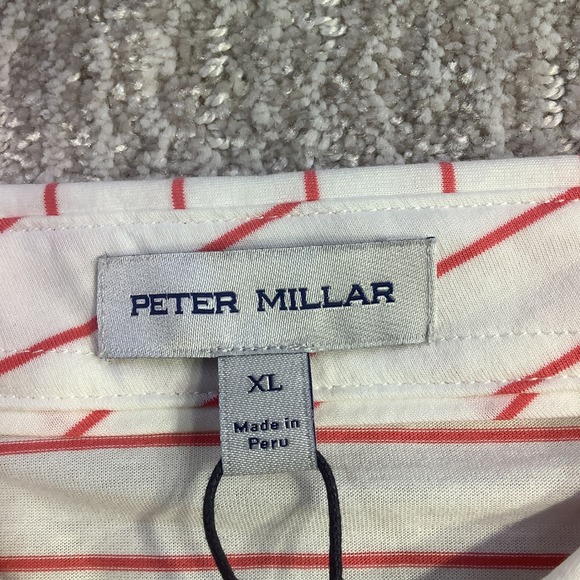 PETER MILLAR
XL
Made in
Peru